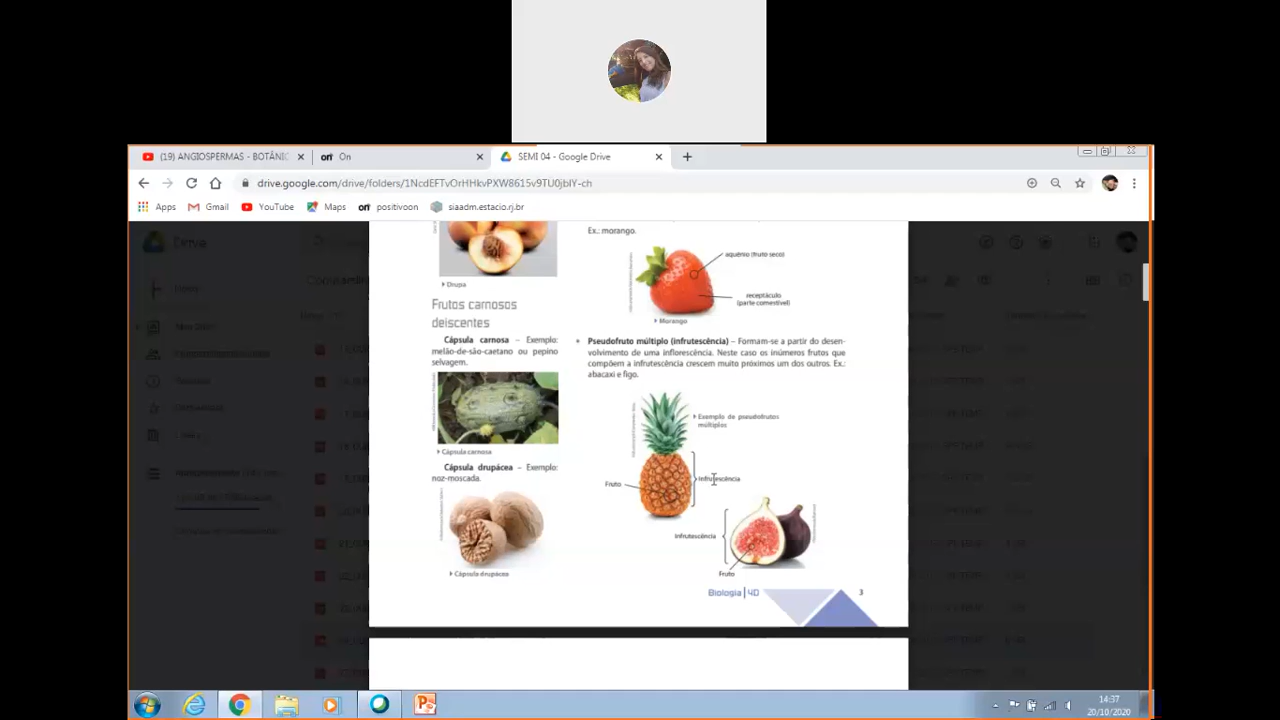 (19) ANGIOSPERMAS - BOTÂNIC
On
SEMI 04 - Google Drive
drive.google.com/drive/folders/1NcdEFTvOrHHkvPXW8615v9TU0jbIY-ch
Apps
Gmail
YouTube
Maps
positivoon
siaadm.estacio.rj.br
Drupa
Frutos carnosos
deiscentes
Cápsula carnosa – Exemplo:
melão-de-são-caetano ou pepino
selvagem.
Cápsula carnosa
Cápsula drupácea – Exemplo:
noz-moscada.
Cápsula drupácea
Ex.: morango.
aquênio (fruto seco)
receptáculo
(parte comestível)
Morango
Pseudofruto múltiplo (infrutescência) – Formam-se a partir do desen-
volvimento de uma inflorescência. Neste caso os inúmeros frutos que
compõem a infrutescência crescem muito próximos um dos outros. Ex.:
abacaxi e figo.
Exemplo de pseudofrutos
múltiplos
Fruto
Infrutescência
Infrutescência
Fruto
Biologia | 4D
3
14:37
20/10/2020